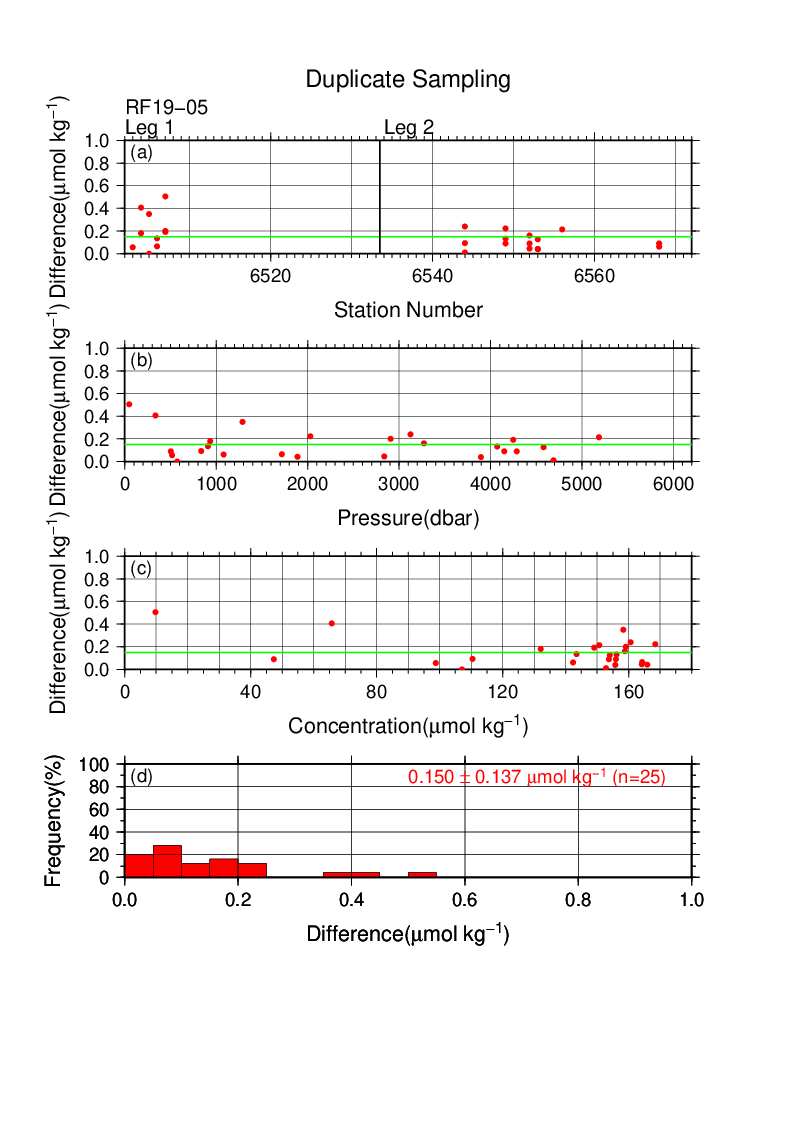 Duplicate Sampling
RF19−05
Leg 1 Leg 2
Difference(μmol kg−1)
1.0
0.8
0.6
0.4
0.2
0.0
(a)
6520 6540 6560
Station Number
Difference(μmol kg−1)
1.0
0.8
0.6
0.4
0.2
0.0
(b)
0 1000 2000 3000 4000 5000 6000
Pressure(dbar)
Difference(μmol kg−1)
1.0
0.8
0.6
0.4
0.2
0.0
(c)
0 40 80 120 160
Concentration(μmol kg−1)
Frequency(%)
100
80
60
40
20
0
(d)
0.150 ± 0.137 μmol kg−1 (n=25)
0.0 0.2 0.4 0.6 0.8 1.0
Difference(μmol kg−1)